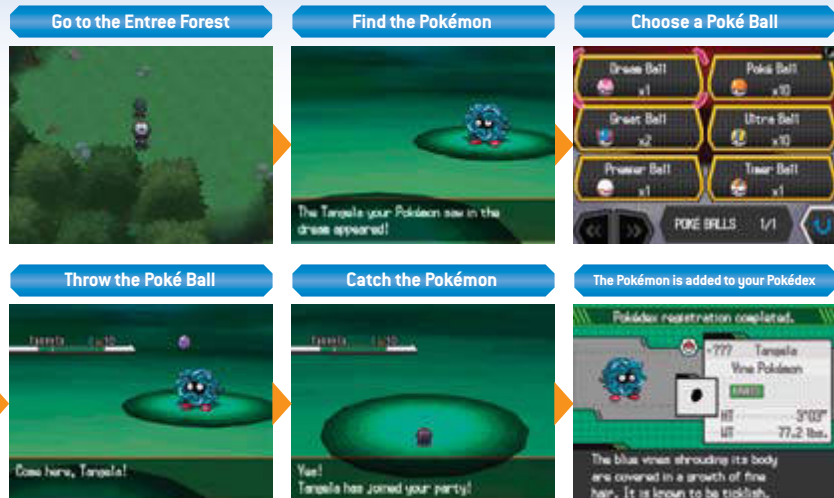 Go to the Entree Forest
Find the Pokémon
Choose a Poké Ball
The Tangela your Pokémon saw in the
dream appeared!
Dream Ball
x1
Poké Ball
x10
Great Ball
x2
Ultra Ball
x10
Premier Ball
x1
Timer Ball
x1
POKÉ BALLS 1/1
Throw the Poké Ball
Catch the Pokémon
The Pokémon is added to your Pokédex
Tangela Lv10
Come here, Tangela!
Tangela Lv10
Yes!
Tangela has joined your party!
Pokédex registration completed.
-??? Tangela
Vine Pokémon
GRASS
HT 3'03"
WT 77.2 lbs.
The blue vines shrouding its body
are covered in a growth of fine
hair. It is known to be ticklish.